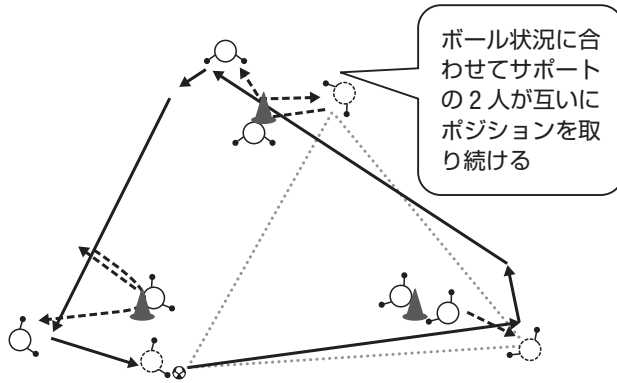 ボール状況に合
わせてサポート
の2人が互いに
ポジションを取
り続ける